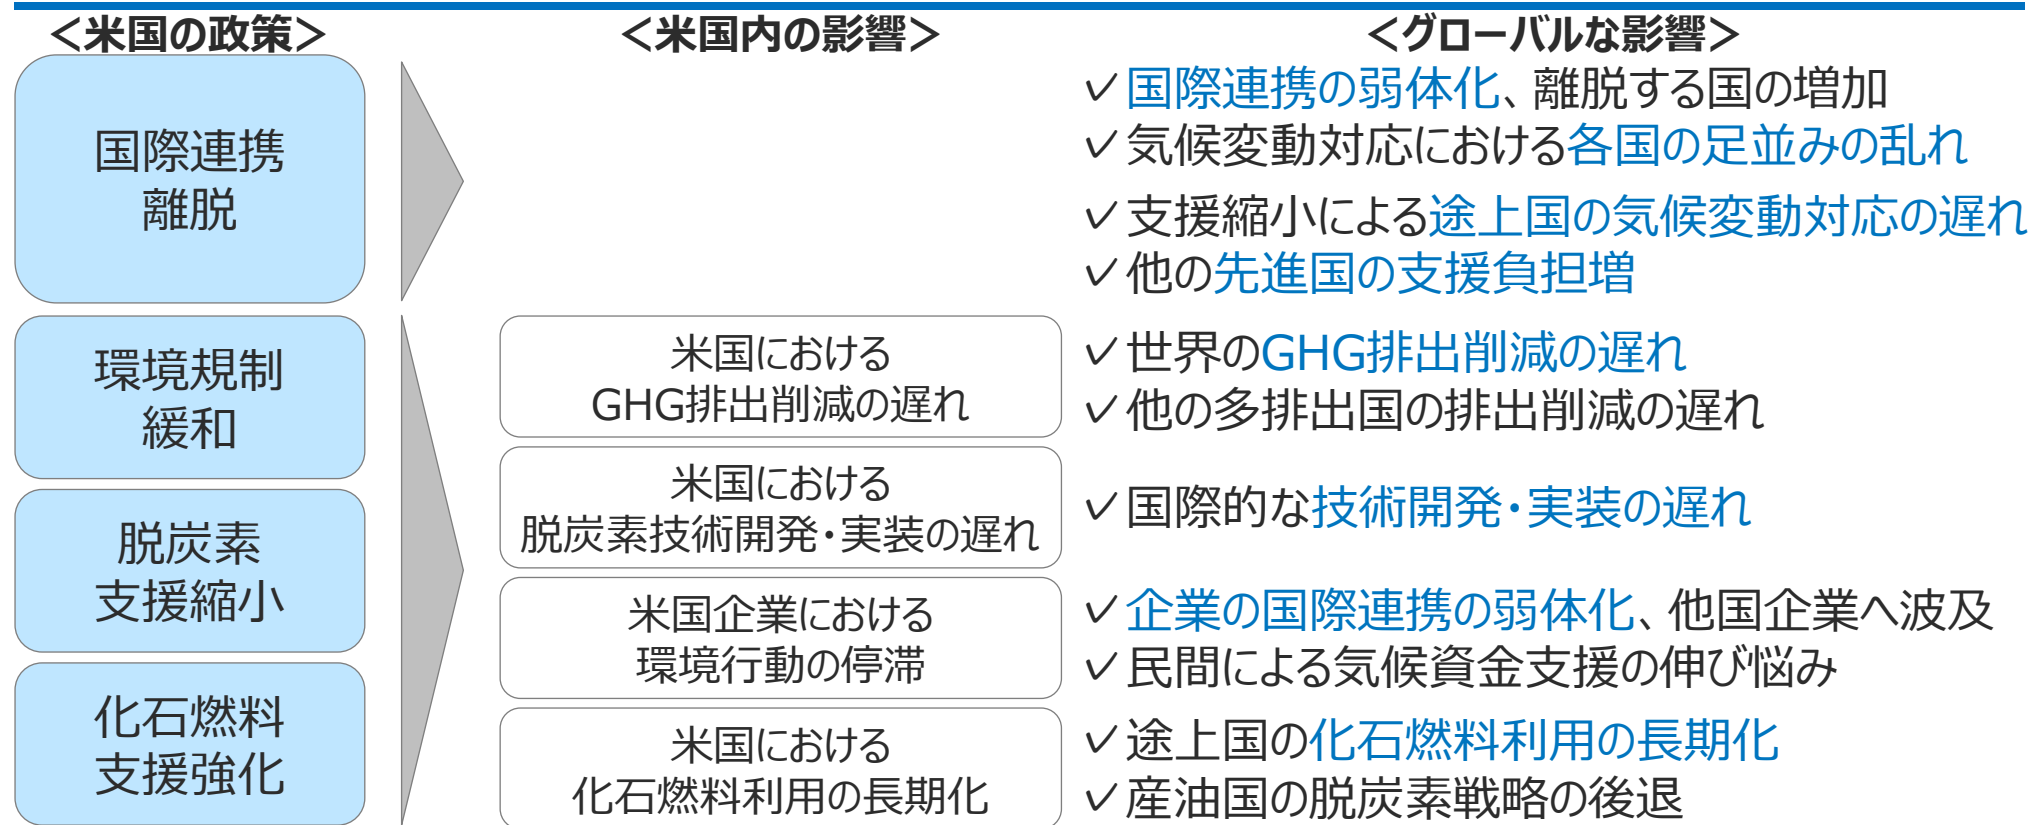 <米国の政策>
<米国内の影響>
<グローバルな影響>
国際連携
離脱
✓国際連携の弱体化、離脱する国の増加
✓気候変動対応における各国の足並みの乱れ
✓支援縮小による途上国の気候変動対応の遅れ
✓他の先進国の支援負担増
環境規制
緩和
脱炭素
支援縮小
化石燃料
支援強化
米国における
GHG排出削減の遅れ
✓世界のGHG排出削減の遅れ
✓他の多排出国の排出削減の遅れ
米国における
脱炭素技術開発・実装の遅れ
✓国際的な技術開発・実装の遅れ
米国企業における
環境行動の停滞
✓企業の国際連携の弱体化、他国企業へ波及
✓民間による気候資金支援の伸び悩み
米国における
化石燃料利用の長期化
✓途上国の化石燃料利用の長期化
✓産油国の脱炭素戦略の後退